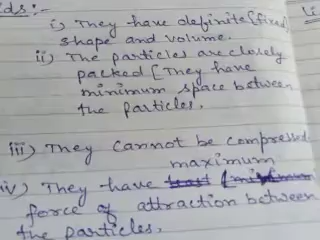 ids:-
i) They have definite [fixed]
shape and volume.
ii) The particles are closely
packed [They have
minimum space between
the particles.
iii) They cannot be compressed.
maximum
iv) They have
force of attraction between
the particles.
Li